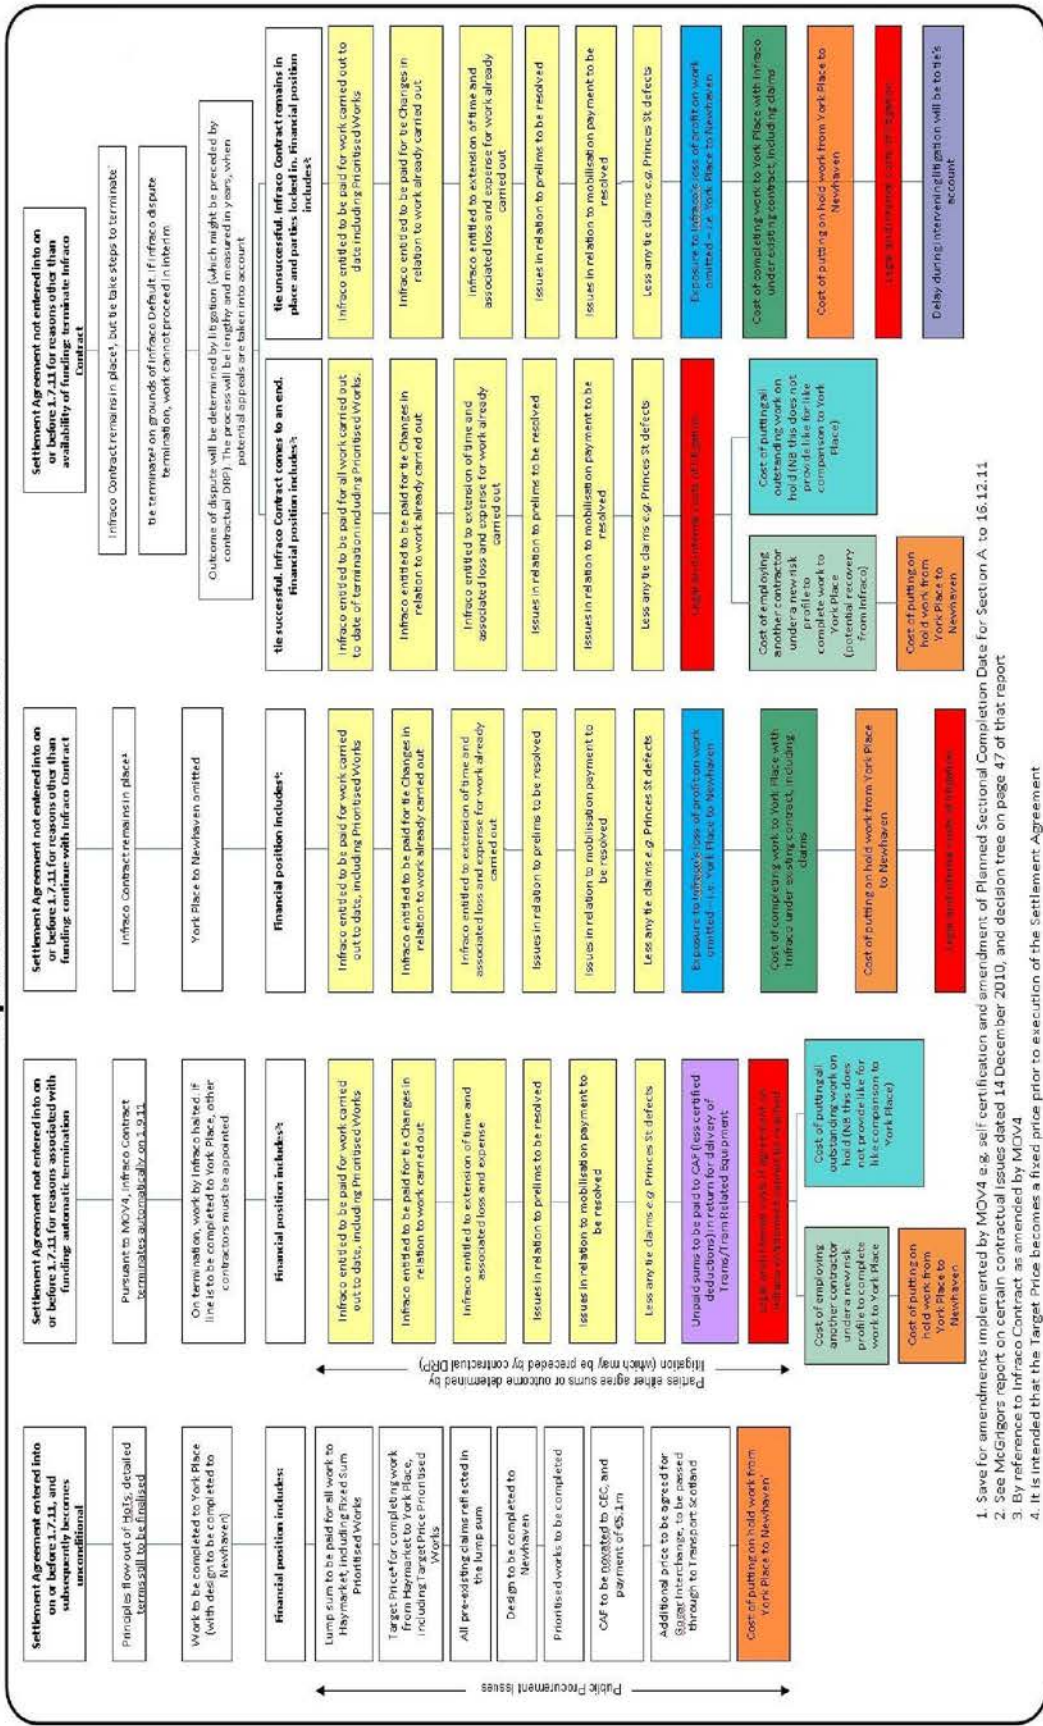 Settlement Agreement entered into
on or before 1.7.11, and
subsequently becomes
unconditional
Principles flow out of HoTs, detailed
terms still to be finalised
Work to be completed to York Place
(with design to be completed to
Newhaven)
Financial position includes:
Lump sum to be paid for all work to
Haymarket, including Fixed Sum
Prioritised Works
Target Price⁴ for completing work
from Haymarket to York Place,
including Target Price Prioritised
Works
All pre-existing claims reflected in
the lump sum
Design to be completed to
Newhaven
Prioritised works to be completed
CAF to be novated to CEC, and
payment of €5.1m
Additional price to be agreed for
Gogar Interchange, to be passed
through to Transport Scotland
Cost of putting on hold work from
York Place to Newhaven
Public Procurement Issues
Settlement Agreement not entered into on
or before 1.7.11 for reasons associated with
funding: automatic termination
Pursuant to MOV4, Infraco Contract
terminates automatically on 1.9.11
On termination, work by Infraco halted. If
line is to be completed to York Place, other
contractors must be appointed
Financial position includes³:
Infraco entitled to be paid for work carried
out to date, including Prioritised Works
Infraco entitled to be paid for tie Changes in
relation to work carried out
Infraco entitled to extension of time and
associated loss and expense
Issues in relation to prelims to be resolved
Issues in relation to mobilisation payment to
be resolved
Less any tie claims e.g. Princes St defects
Unpaid sums to be paid to CAF (less certified
deductions) in return for delivery of
Trams/Tram Related Equipment
Cost of employing
another contractor
under a new risk
profile to complete
work to York Place
Cost of putting on
hold work from
York Place to
Newhaven
Cost of putting all
outstanding work on
hold (NB this does
not provide like for
like comparison to
York Place)
Parties either agree sums or outcome determined by
litigation (which may be preceded by contractual DRP)
Settlement Agreement not entered into on
or before 1.7.11 for reasons other than
funding: continue with Infraco Contract
Infraco Contract remains in place¹
York Place to Newhaven omitted
Financial position includes³:
Infraco entitled to be paid for work carried
out to date, including Prioritised Works
Infraco entitled to be paid for tie Changes in
relation to work already carried out
Infraco entitled to extension of time and
associated loss and expense for work already
carried out
Issues in relation to prelims to be resolved
Issues in relation to mobilisation payment to
be resolved
Less any tie claims e.g. Princes St defects
Exposure to Infraco's loss of profit on work
omitted – i.e. York Place to Newhaven
Cost of completing work to York Place with
Infraco under existing contract, including
claims
Cost of putting on hold work from York Place
to Newhaven
Legal and internal costs of litigation
Settlement Agreement not entered into on
or before 1.7.11 for reasons other than
availability of funding: terminate Infraco
Contract
Infraco Contract remains in place¹, but tie take steps to terminate
tie terminate² on grounds of Infraco Default. If Infraco dispute
termination, work cannot proceed in interim
Outcome of dispute will be determined by litigation (which might be preceded by
contractual DRP). The process will be lengthy and measured in years, when
potential appeals are taken into account
tie successful. Infraco Contract comes to an end.
Financial position includes³:
Infraco entitled to be paid for all work carried out
to date of termination including Prioritised Works.
Infraco entitled to be paid for tie Changes in
relation to work already carried out
Infraco entitled to extension of time and
associated loss and expense for work already
carried out
Issues in relation to prelims to be resolved
Issues in relation to mobilisation payment to be
resolved
Less any tie claims e.g. Princes St defects
Legal and internal costs of litigation
Cost of employing
another contractor
under a new risk
profile to
complete work to
York Place
(potential recovery
from Infraco)
Cost of putting on
hold work from
York Place to
Newhaven
Cost of putting all
outstanding work on
hold (NB this does not
provide like for like
comparison to York
Place)
tie unsuccessful. Infraco Contract remains in
place and parties locked in. Financial position
includes³:
Infraco entitled to be paid for work carried out to
date including Prioritised Works
Infraco entitled to be paid for tie Changes in
relation to work already carried out
Infraco entitled to extension of time and
associated loss and expense for work already
carried out
Issues in relation to prelims to be resolved
Issues in relation to mobilisation payment to be
resolved
Less any tie claims e.g. Princes St defects
Exposure to Infraco's loss of profit on work
omitted – i.e. York Place to Newhaven
Cost of completing work to York Place with Infraco
under existing contract, including claims
Cost of putting on hold work from York Place to
Newhaven
Legal and internal costs of litigation
Delay during intervening litigation will be to tie's
account
1. Save for amendments implemented by MOV4 e.g. self certification and amendment of Planned Sectional Completion Date for Section A to 16.12.11
2. See McGrigors report on certain contractual issues dated 14 December 2010, and decision tree on page 47 of that report
3. By reference to Infraco Contract as amended by MOV4
4. It is intended that the Target Price becomes a fixed price prior to execution of the Settlement Agreement